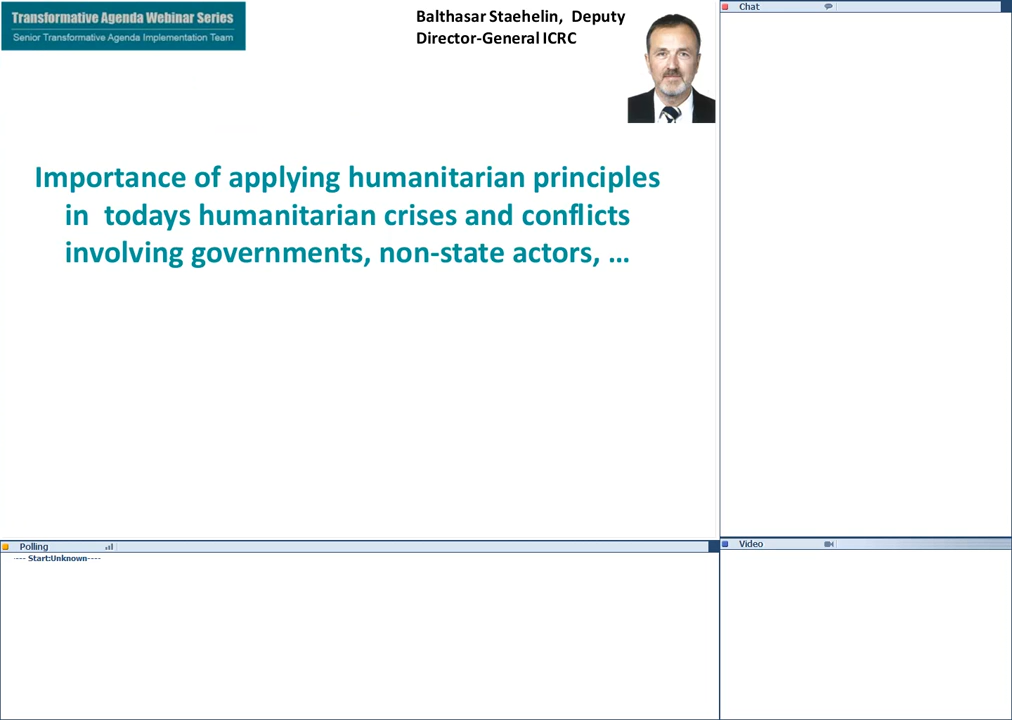 Transformative Agenda Webinar Series
Senior Transformative Agenda Implementation Team
Balthasar Staehelin, Deputy
Director-General ICRC
Importance of applying humanitarian principles
in todays humanitarian crises and conflicts
involving governments, non-state actors, ...
Chat
Polling
---- Start:Unknown----
Video